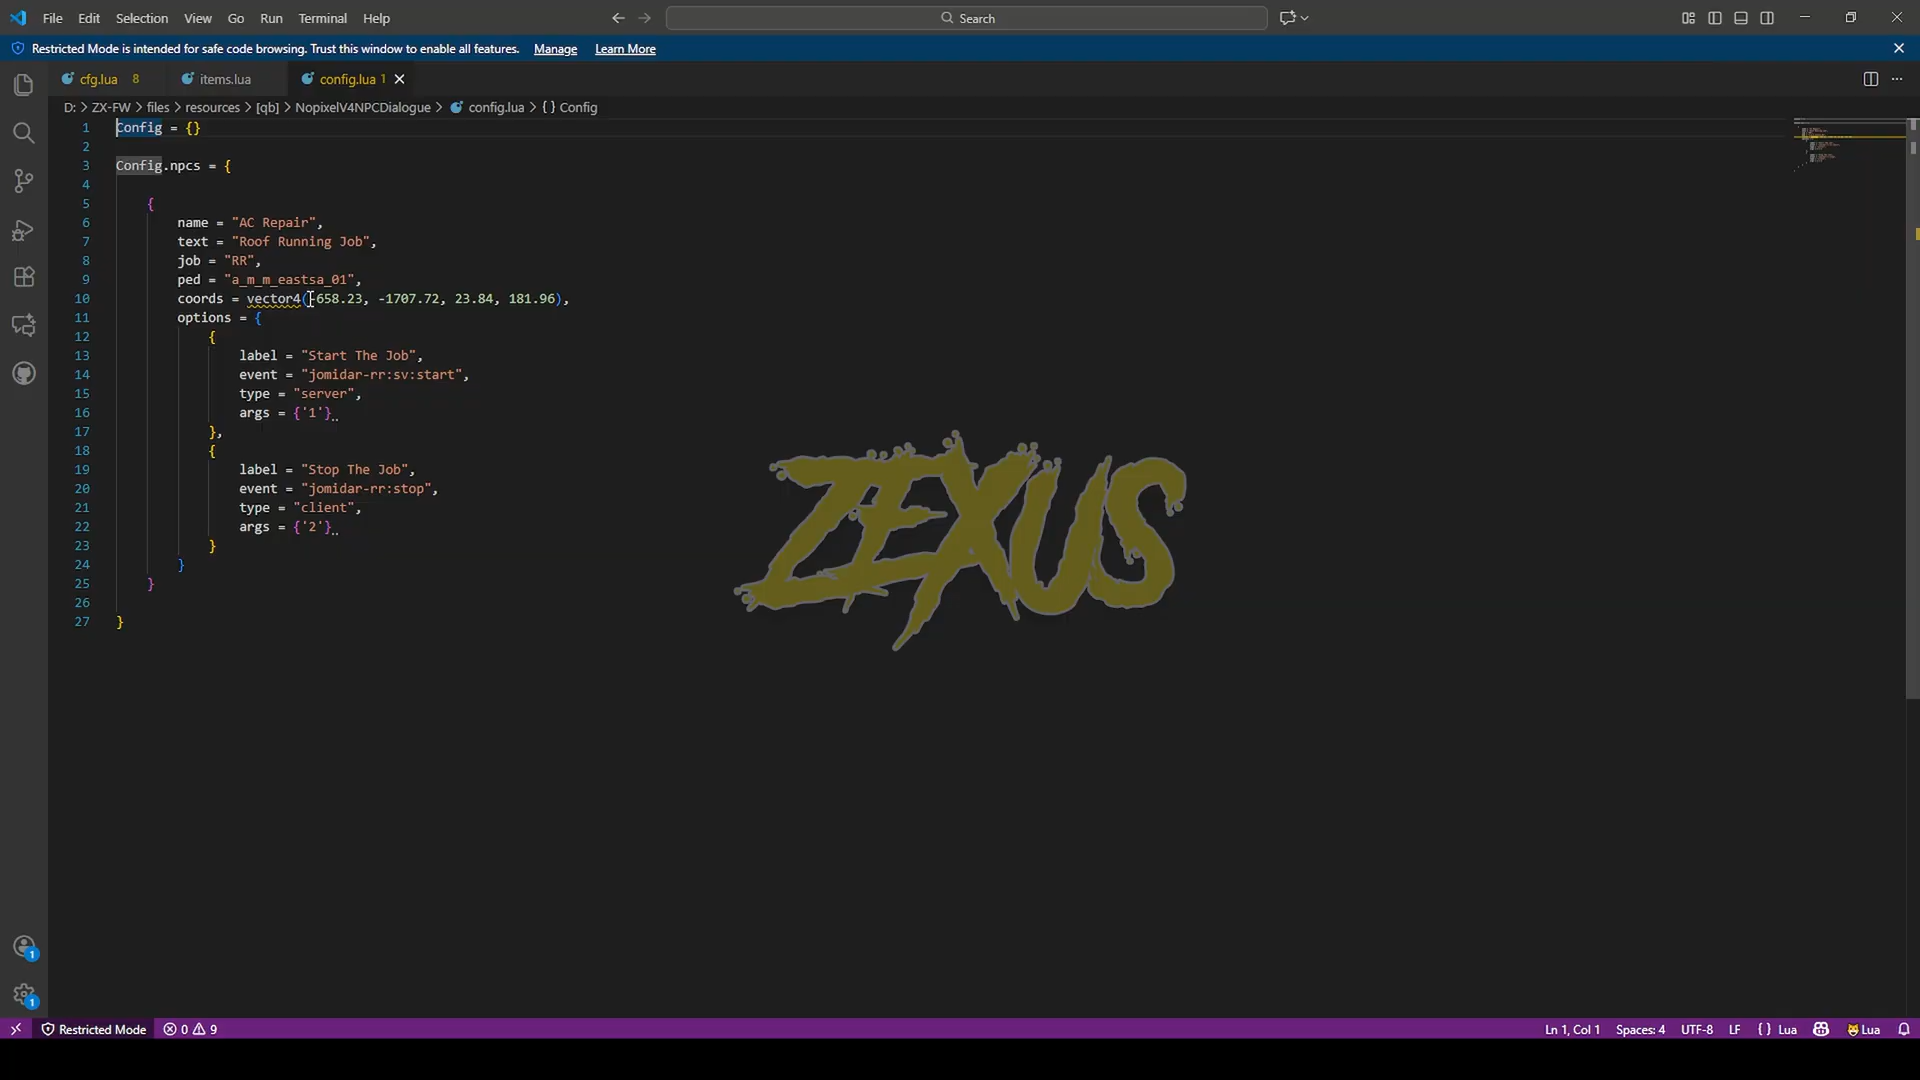 File Edit Selection View Go Run Terminal Help
Search
Restricted Mode is intended for safe code browsing. Trust this window to enable all features. Manage Learn More
cfg.lua 8 items.lua config.lua 1
D: > ZX-FW > files > resources > [qb] > NopixelV4NPCDialogue > config.lua > {} Config
1 Config = {}
2
3 Config.npcs = {
4
5 {
6 name = "AC Repair",
7 text = "Roof Running Job",
8 job = "RR",
9 ped = "a_m_m_eastsa_01",
10 coords = vector4(-658.23, -1707.72, 23.84, 181.96),
11 options = {
12 {
13 label = "Start The Job",
14 event = "jomidar-rr:sv:start",
15 type = "server",
16 args = {'1'}
17 },
18 {
19 label = "Stop The Job",
20 event = "jomidar-rr:stop",
21 type = "client",
22 args = {'2'}
23 }
24 }
25 }
26
27 }
ZEXUS
1
1
Restricted Mode 0 9
Ln 1, Col 1 Spaces: 4 UTF-8 LF {} Lua Lua